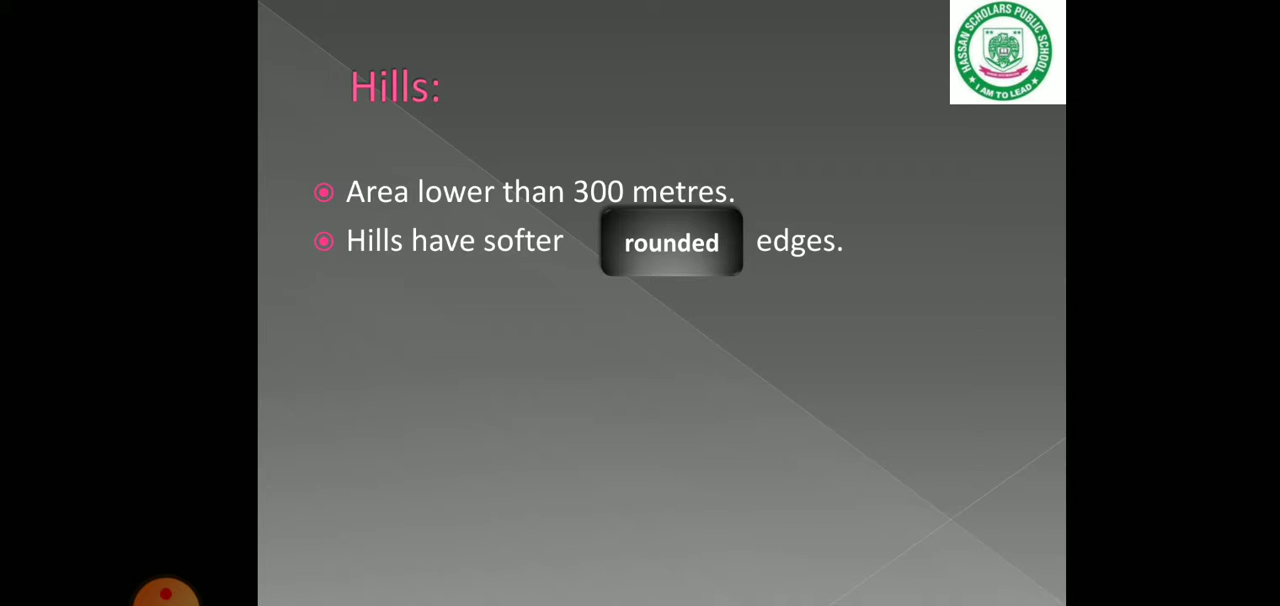 HASSAN SCHOLARS PUBLIC SCHOOL
I AM TO LEAD
Hills:
Area lower than 300 metres.
Hills have softer rounded edges.